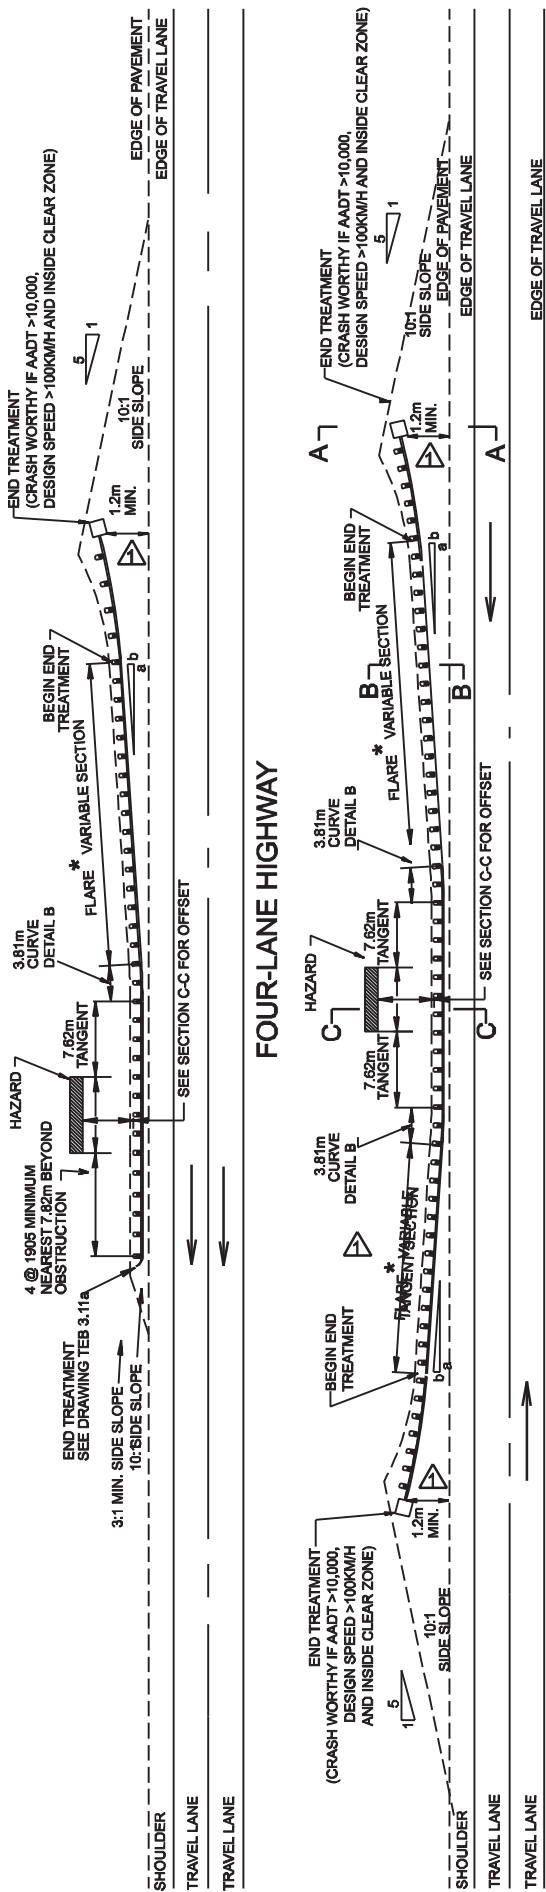 4 @ 1905 MINIMUM
NEAREST 7.82m BEYOND
OBSTRUCTION
HAZARD
7.62m
TANGENT
3.81m
CURVE
DETAIL B
FLARE * VARIABLE SECTION
BEGIN END
TREATMENT
b
a
END TREATMENT
(CRASH WORTHY IF AADT >10,000,
DESIGN SPEED >100KM/H AND INSIDE CLEAR ZONE)
1.2m
MIN.
1
5
1
10:1
SIDE SLOPE
EDGE OF PAVEMENT
EDGE OF TRAVEL LANE
END TREATMENT
SEE DRAWING TEB 3.11a
3:1 MIN. SIDE SLOPE
10:1 SIDE SLOPE
SEE SECTION C-C FOR OFFSET
SHOULDER
TRAVEL LANE
TRAVEL LANE
FOUR-LANE HIGHWAY
END TREATMENT
(CRASH WORTHY IF AADT >10,000,
DESIGN SPEED >100KM/H
AND INSIDE CLEAR ZONE)
5
1
10:1
SIDE SLOPE
1.2m
MIN.
1
BEGIN END
TREATMENT
b
a
FLARE * VARIABLE
TANGENT SECTION
1
3.81m
CURVE
DETAIL B
7.62m
TANGENT
HAZARD
C
C
7.62m
TANGENT
SEE SECTION C-C FOR OFFSET
3.81m
CURVE
DETAIL B
FLARE * VARIABLE SECTION
B
B
BEGIN END
TREATMENT
b
a
A
A
1.2m
MIN.
1
END TREATMENT
(CRASH WORTHY IF AADT >10,000,
DESIGN SPEED >100KM/H AND INSIDE CLEAR ZONE)
5
1
10:1
SIDE SLOPE
EDGE OF PAVEMENT
EDGE OF TRAVEL LANE
EDGE OF TRAVEL LANE
SHOULDER
TRAVEL LANE
TRAVEL LANE